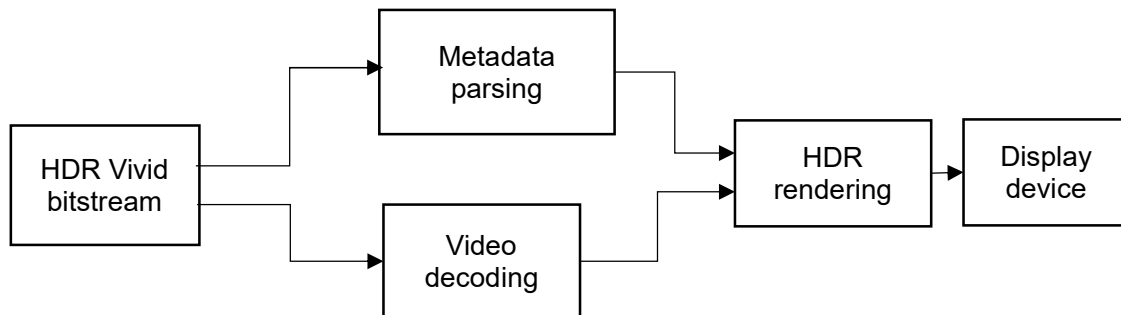 Metadata
parsing
HDR Vivid
bitstream
HDR
rendering
Display
device
Video
decoding